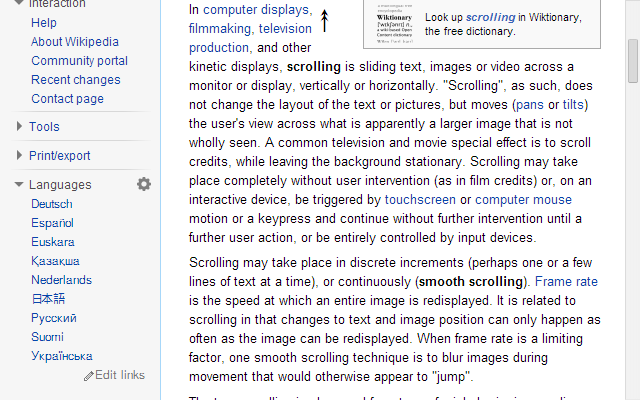 Interaction
Help
About Wikipedia
Community portal
Recent changes
Contact page
Tools
Print/export
Languages
Deutsch
Español
Euskara
Қазақша
Nederlands
日本語
Русский
Suomi
Українська
Edit links
In computer displays,
filmmaking, television
production, and other
kinetic displays, scrolling is sliding text, images or video across a
monitor or display, vertically or horizontally. "Scrolling", as such, does
not change the layout of the text or pictures, but moves (pans or tilts)
the user's view across what is apparently a larger image that is not
wholly seen. A common television and movie special effect is to scroll
credits, while leaving the background stationary. Scrolling may take
place completely without user intervention (as in film credits) or, on an
interactive device, be triggered by touchscreen or computer mouse
motion or a keypress and continue without further intervention until a
further user action, or be entirely controlled by input devices.
Scrolling may take place in discrete increments (perhaps one or a few
lines of text at a time), or continuously (smooth scrolling). Frame rate
is the speed at which an entire image is redisplayed. It is related to
scrolling in that changes to text and image position can only happen as
often as the image can be redisplayed. When frame rate is a limiting
factor, one smooth scrolling technique is to blur images during
movement that would otherwise appear to "jump".
Wiktionary
Look up scrolling in Wiktionary,
the free dictionary.